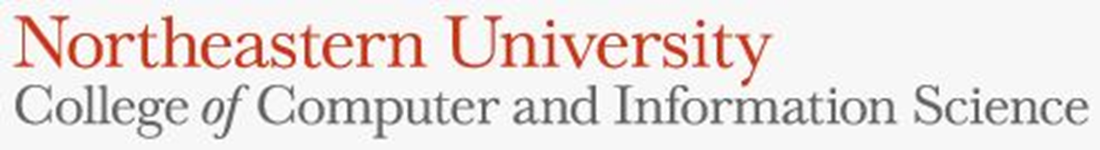 Northeastern University
College of Computer and Information Science